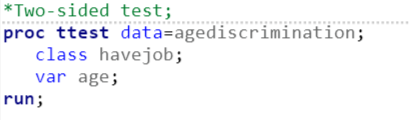 *Two-sided test;
proc ttest data=agediscrimination;
class havejob;
var age;
run;